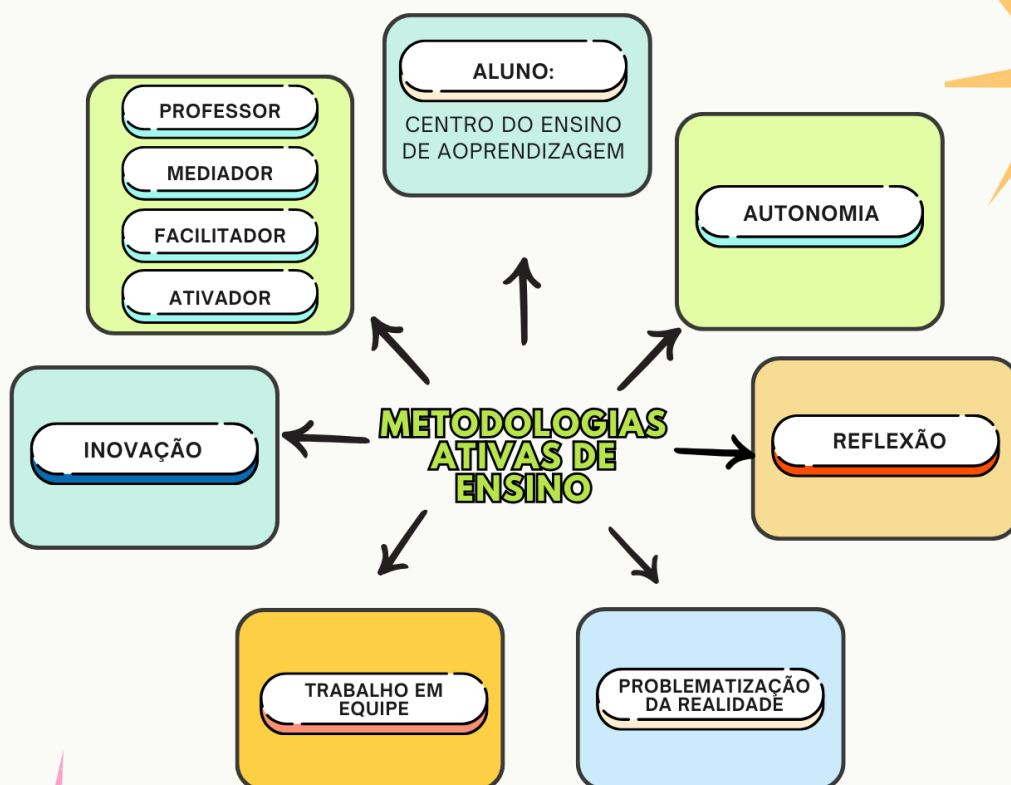 ALUNO:
CENTRO DO ENSINO
DE AOPRENDIZAGEM
PROFESSOR
MEDIADOR
FACILITADOR
ATIVADOR
AUTONOMIA
INOVAÇÃO
METODOLOGIAS
ATIVAS DE
ENSINO
REFLEXÃO
TRABALHO EM
EQUIPE
PROBLEMATIZAÇÃO
DA REALIDADE